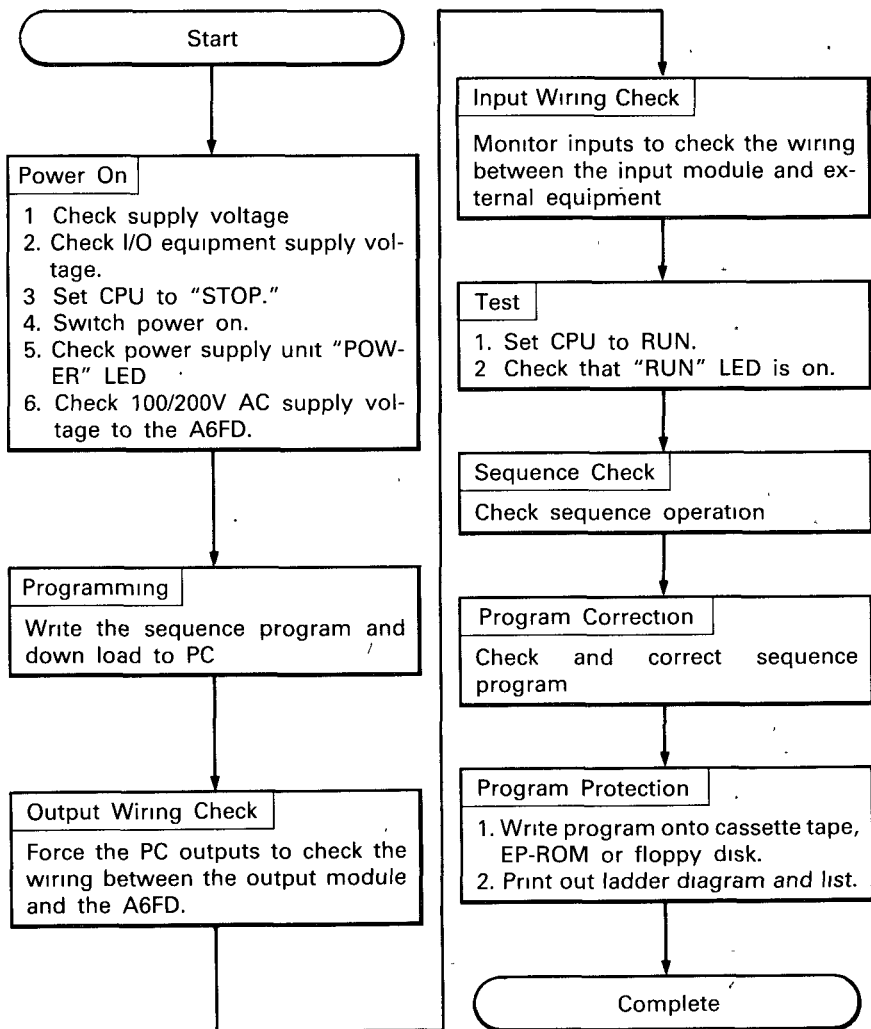 Start
Power On
1 Check supply voltage
2. Check I/O equipment supply vol-
tage.
3 Set CPU to “STOP.”
4. Switch power on.
5. Check power supply unit “POW-
ER” LED
6. Check 100/200V AC supply vol-
tage to the A6FD.
Programming
Write the sequence program and
down load to PC
Output Wiring Check
Force the PC outputs to check the
wiring between the output module
and the A6FD.
Input Wiring Check
Monitor inputs to check the wiring
between the input module and ex-
ternal equipment
Test
1. Set CPU to RUN.
2 Check that “RUN” LED is on.
Sequence Check
Check sequence operation
Program Correction
Check and correct sequence
program
Program Protection
1. Write program onto cassette tape,
EP-ROM or floppy disk.
2. Print out ladder diagram and list.
Complete